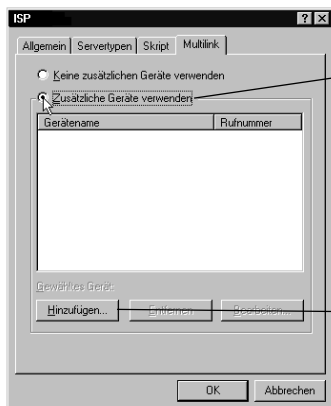 ISP
Allgemein Servertypen Skript Multilink
Keine zusätzlichen Geräte verwenden
Zusätzliche Geräte verwenden
Gerätename Rufnummer
Gewähltes Gerät:
Hinzufügen... Entfernen Bearbeiten...
OK Abbrechen